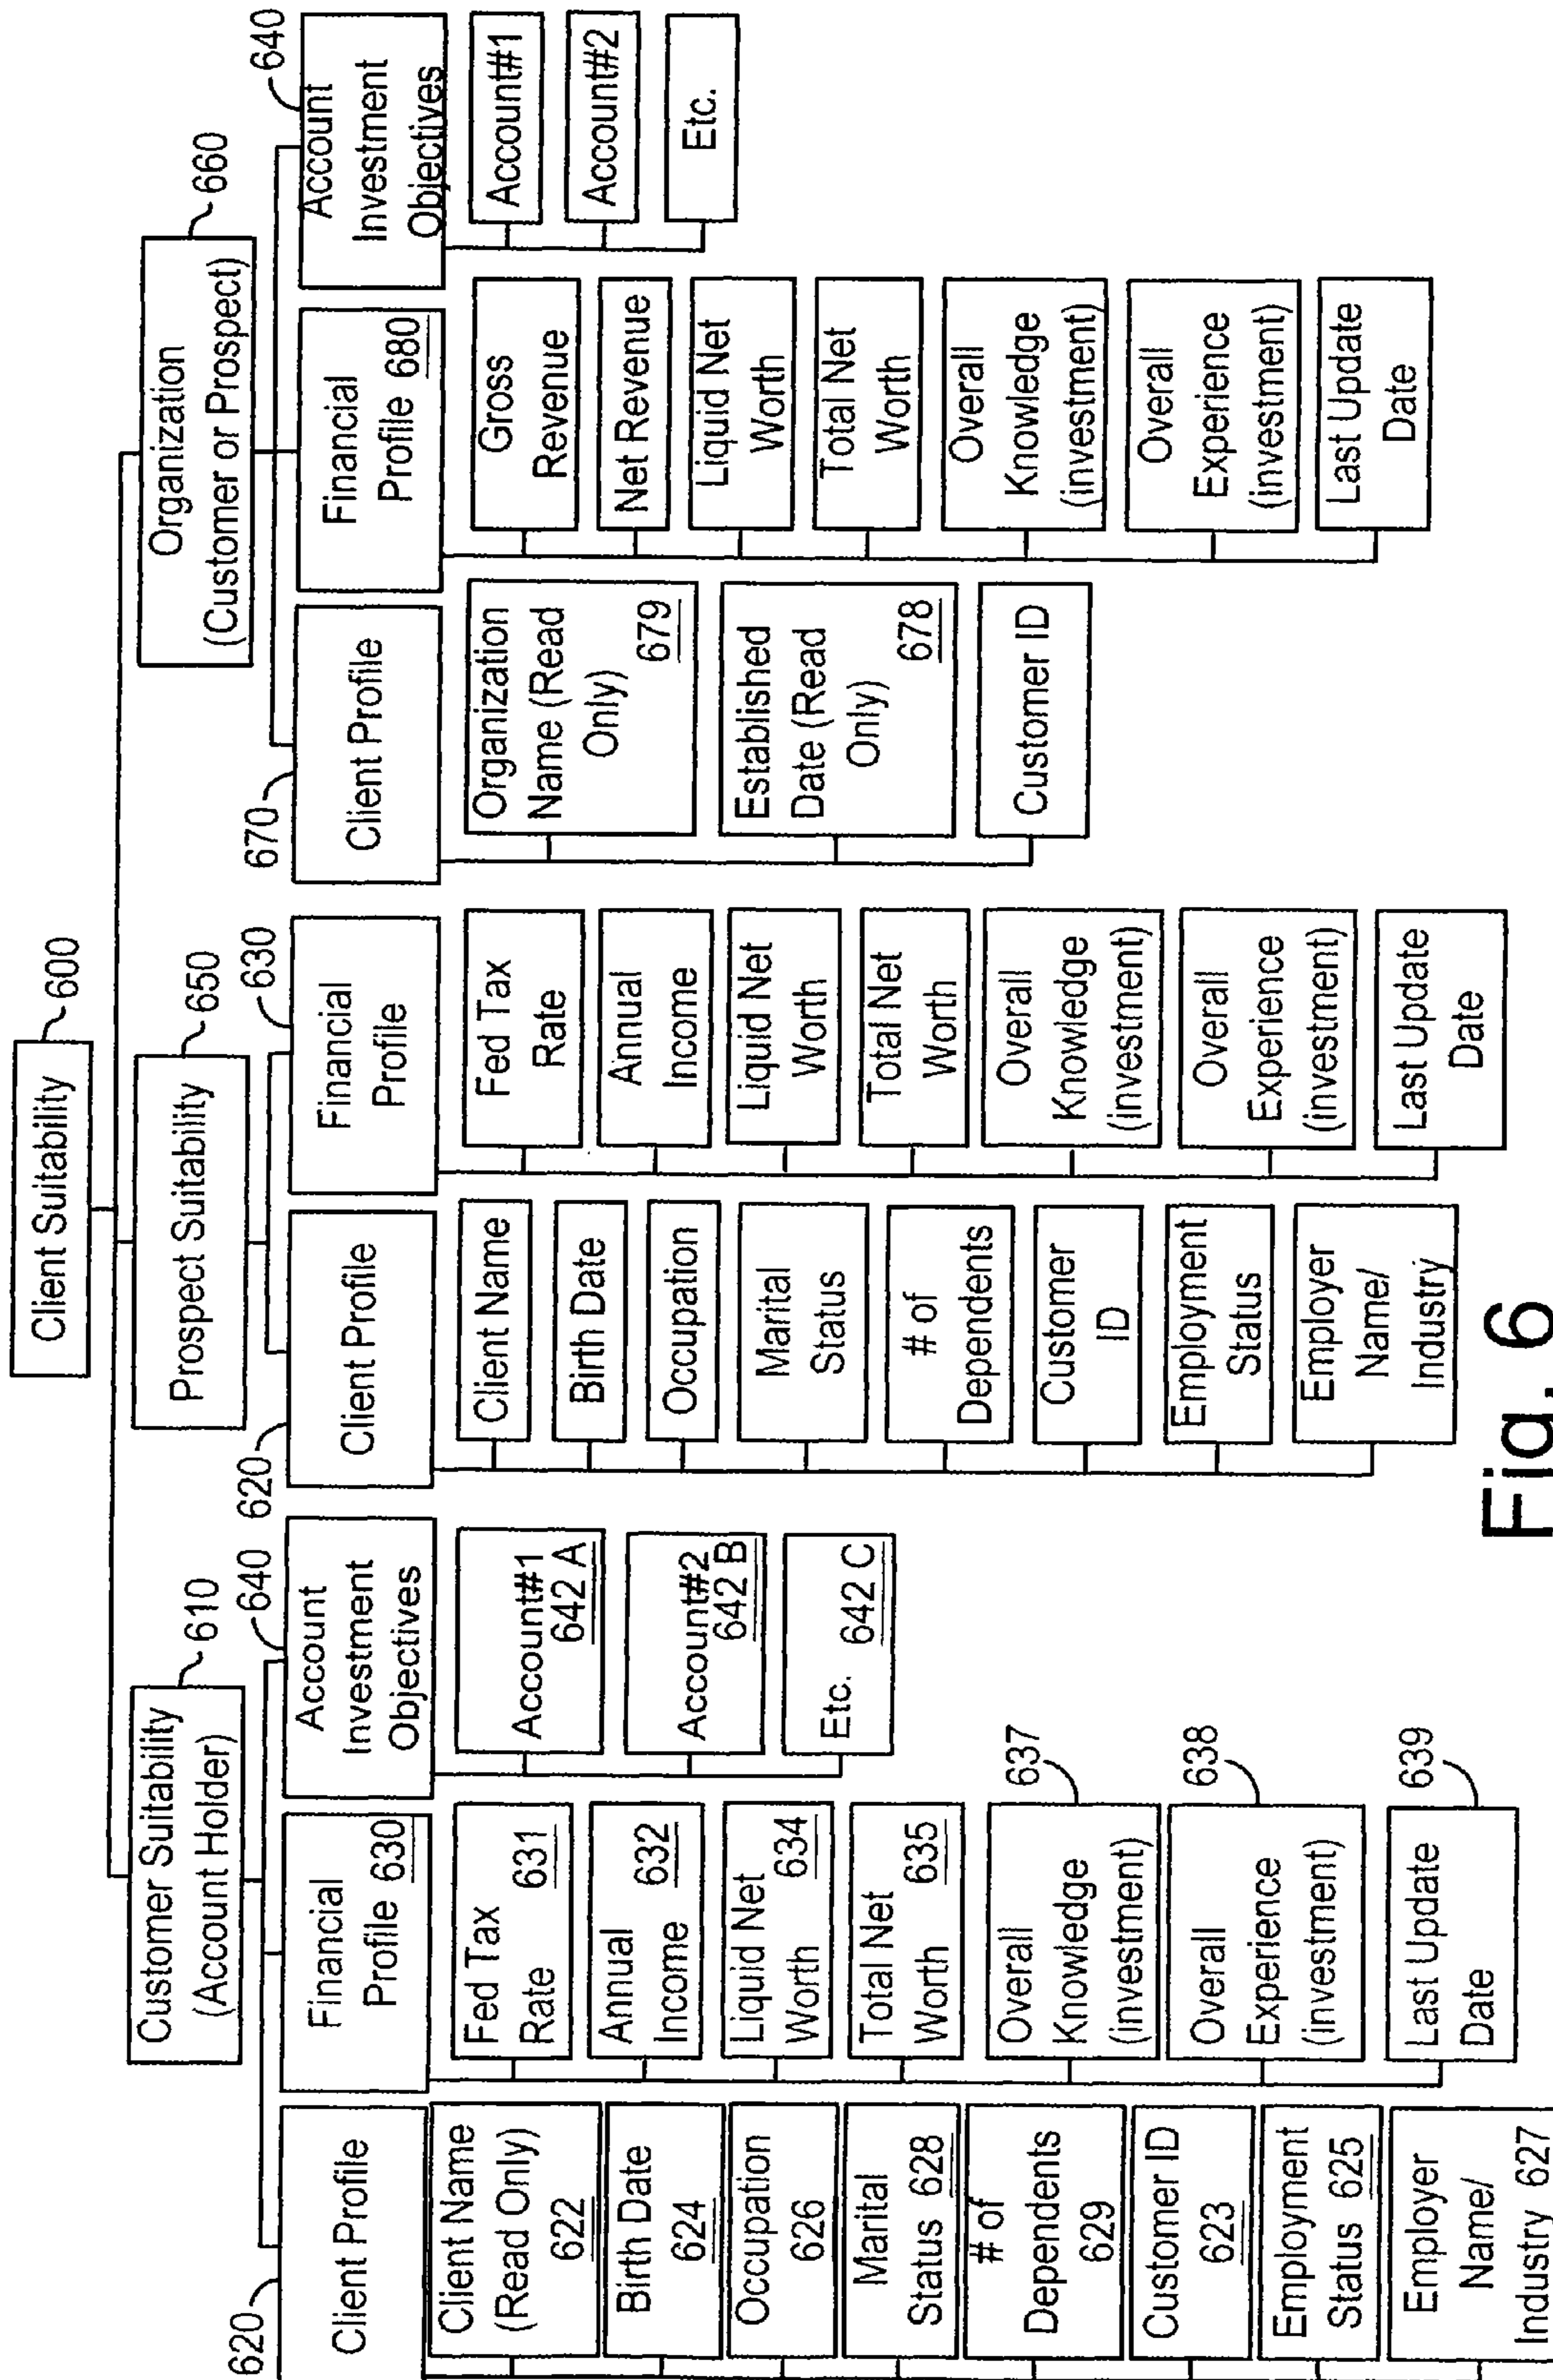 Client Suitability
600
Customer Suitability
(Account Holder)
610
Prospect Suitability
650
Organization
(Customer or Prospect)
660
620
Client Profile
Client Name
(Read Only)
622
Birth Date
624
Occupation
626
Marital
Status 628
# of
Dependents
629
Customer ID
623
Employment
Status 625
Employer
Name/
Industry 627
Financial
Profile 630
Fed Tax
Rate 631
Annual
Income 632
Liquid Net
Worth 634
Total Net
Worth 635
Overall
Knowledge
(investment)
637
Overall
Experience
(investment)
638
Last Update
Date
639
640
Account
Investment
Objectives
Account#1
642 A
Account#2
642 B
Etc. 642 C
620
Client Profile
Client Name
Birth Date
Occupation
Marital
Status
# of
Dependents
Customer
ID
Employment
Status
Employer
Name/
Industry
630
Financial
Profile
Fed Tax
Rate
Annual
Income
Liquid Net
Worth
Total Net
Worth
Overall
Knowledge
(investment)
Overall
Experience
(investment)
Last Update
Date
670
Client Profile
Organization
Name (Read
Only)
679
Established
Date (Read
Only)
678
Customer ID
Financial
Profile 680
Gross
Revenue
Net Revenue
Liquid Net
Worth
Total Net
Worth
Overall
Knowledge
(investment)
Overall
Experience
(investment)
Last Update
Date
640
Account
Investment
Objectives
Account#1
Account#2
Etc.
Fig. 6